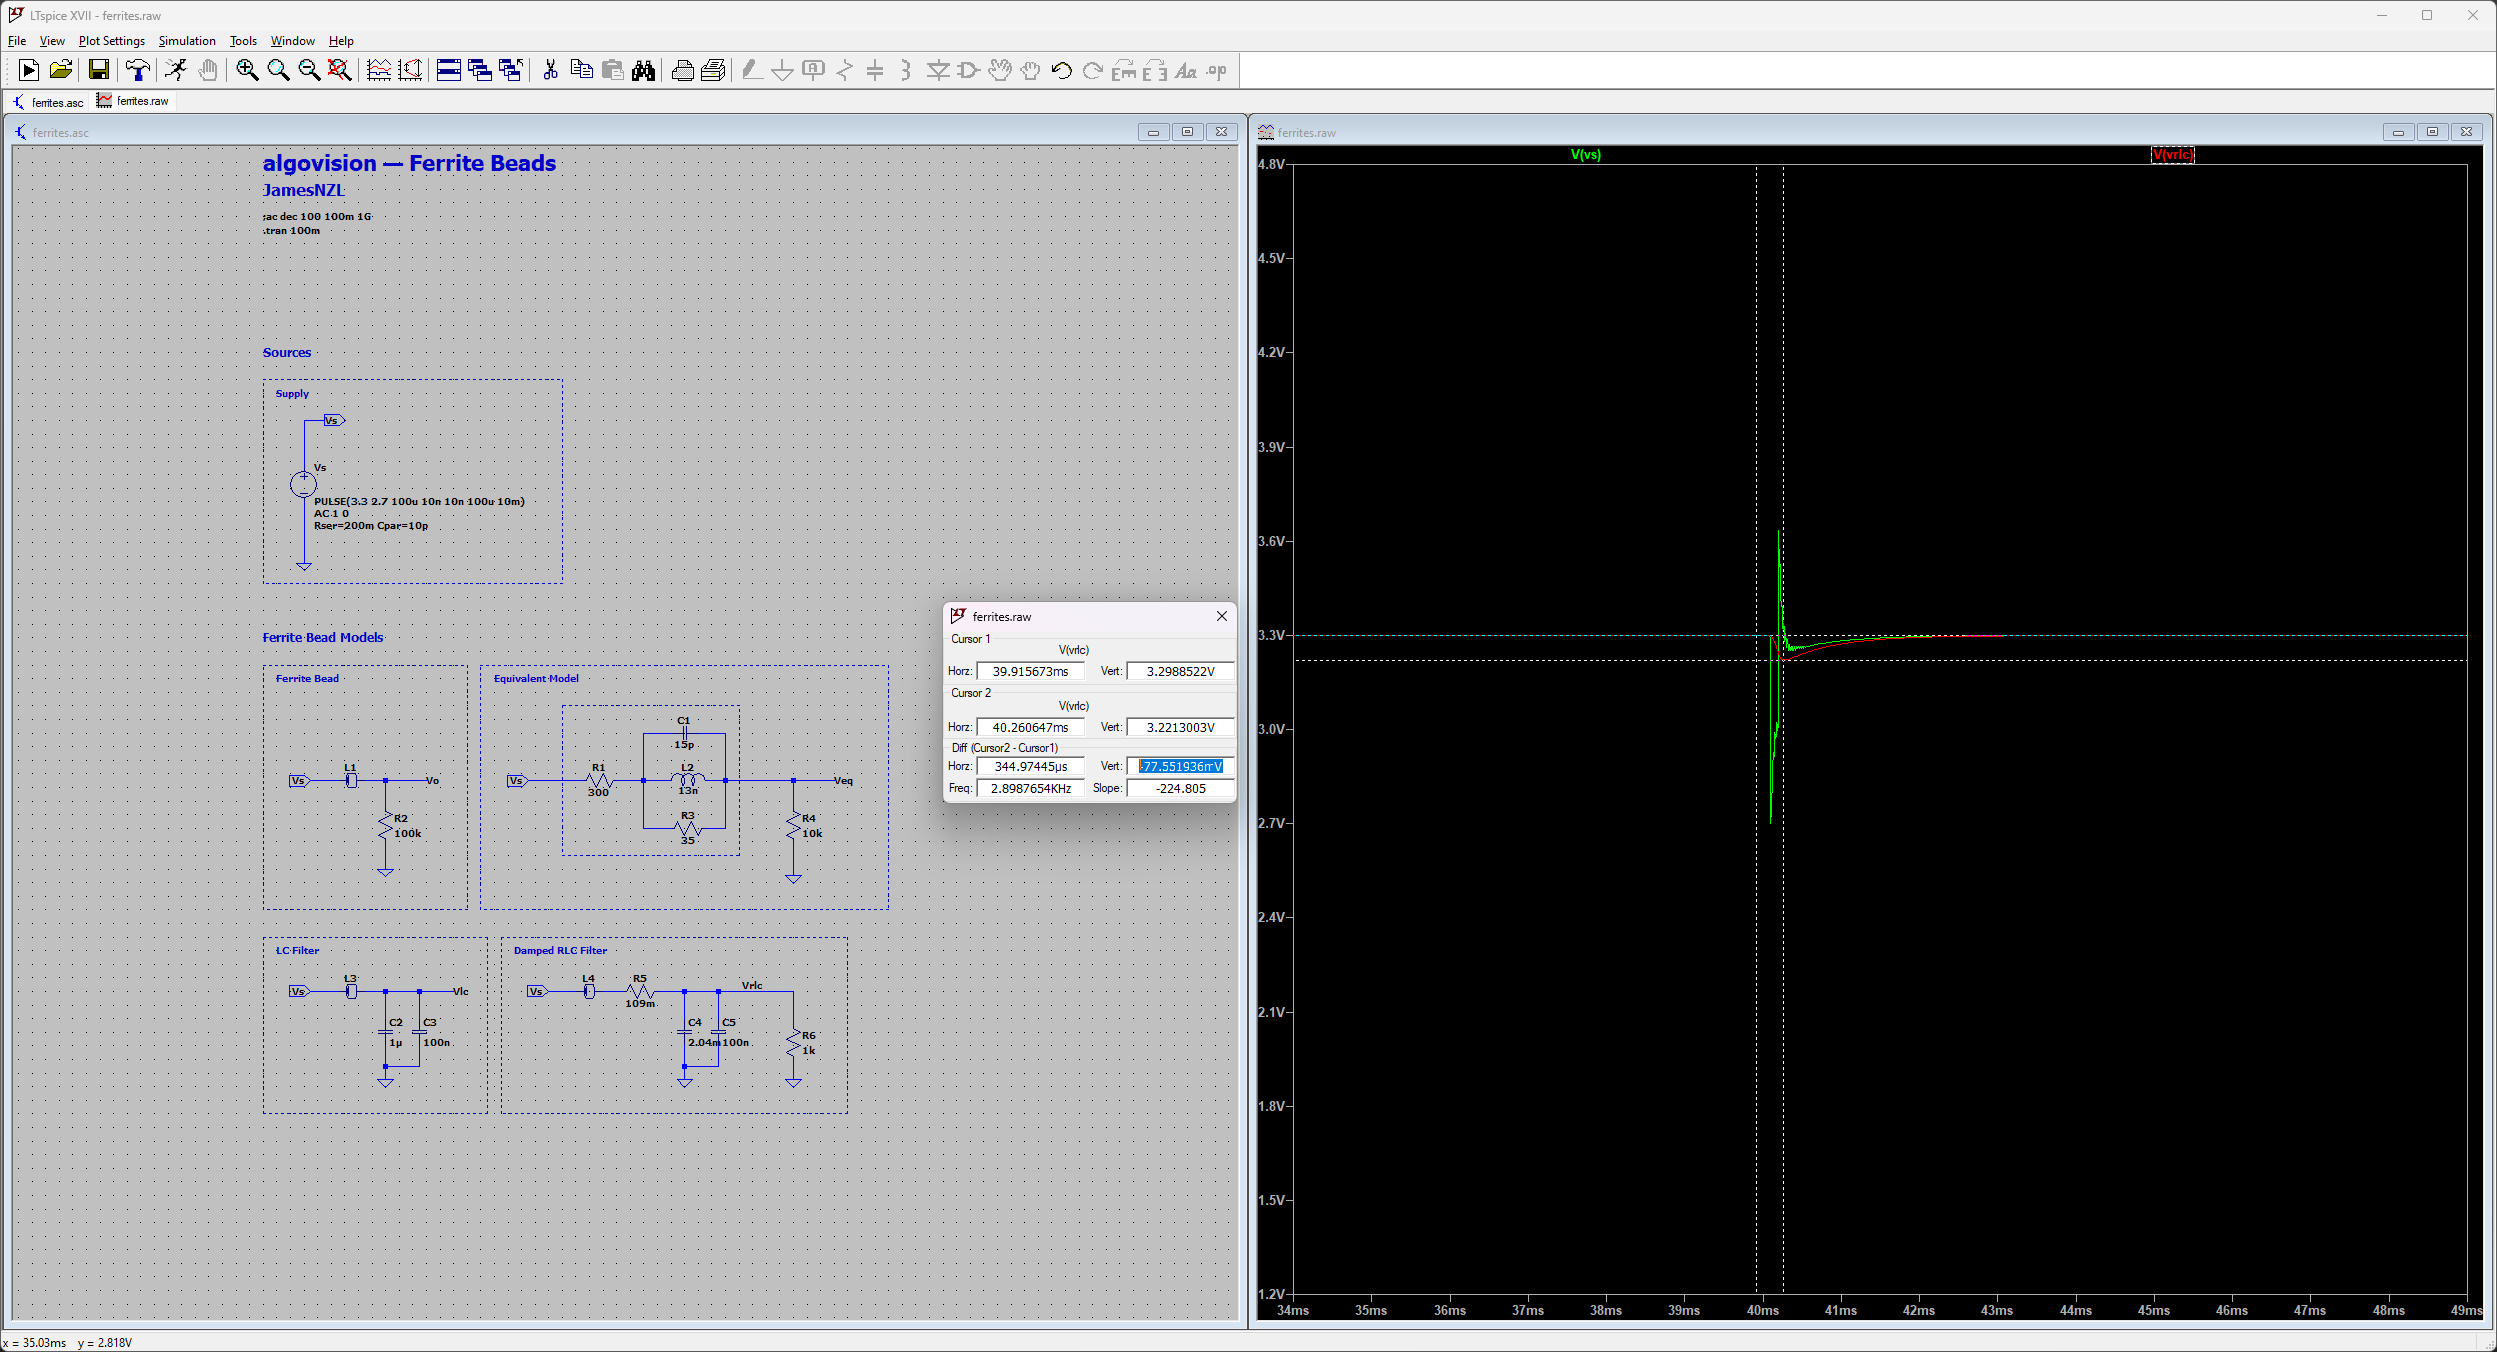 LTspice XVII - ferrites.raw
File View Plot Settings Simulation Tools Window Help
ferrites.asc ferrites.raw
ferrites.asc
algovision — Ferrite Beads
JamesNZL
;ac dec 100 100m 1G
.tran 100m
Sources
Supply
Vs
Vs
PULSE(3.3 2.7 100u 10n 10n 100u 10m)
AC 1 0
Rser=200m Cpar=10p
Ferrite Bead Models
Ferrite Bead
Vs
L1
Vo
R2
100k
Equivalent Model
Vs
R1
300
C1
15p
L2
13n
R3
35
Veq
R4
10k
LC Filter
Vs
L3
Vlc
C2
1µ
C3
100n
Damped RLC Filter
Vs
L4
R5
109m
Vrlc
C4
2.04m
C5
100n
R6
1k
ferrites.raw
Cursor 1
V(vrlc)
Horz: 39.915673ms Vert: 3.2988522V
Cursor 2
V(vrlc)
Horz: 40.260647ms Vert: 3.2213003V
Diff (Cursor2 - Cursor1)
Horz: 344.97445µs Vert: -77.551936mV
Freq: 2.8987654KHz Slope: -224.805
ferrites.raw
V(vs) V(vrlc)
4.8V
4.5V
4.2V
3.9V
3.6V
3.3V
3.0V
2.7V
2.4V
2.1V
1.8V
1.5V
1.2V
34ms 35ms 36ms 37ms 38ms 39ms 40ms 41ms 42ms 43ms 44ms 45ms 46ms 47ms 48ms 49ms
x = 35.03ms y = 2.818V